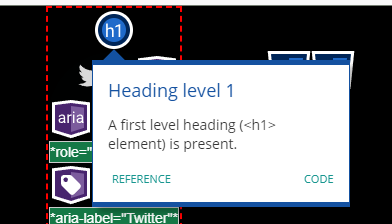 h1
Heading level 1
A first level heading (<h1>
element) is present.
aria
*role="
REFERENCE
CODE
*aria-label="Twitter"*